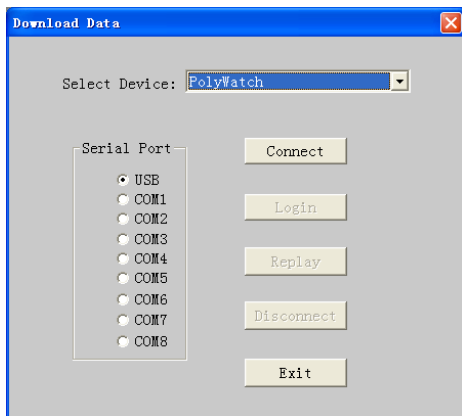 Download Data
Select Device: PolyWatch
Serial Port
USB
COM1
COM2
COM3
COM4
COM5
COM6
COM7
COM8
Connect
Login
Replay
Disconnect
Exit